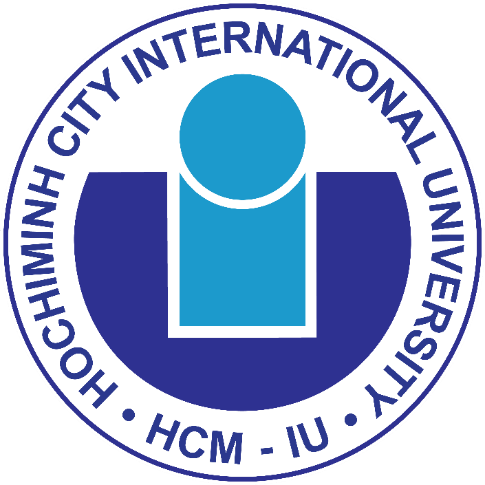 HOCHIMINH CITY INTERNATIONAL UNIVERSITY
• HCM - IU •